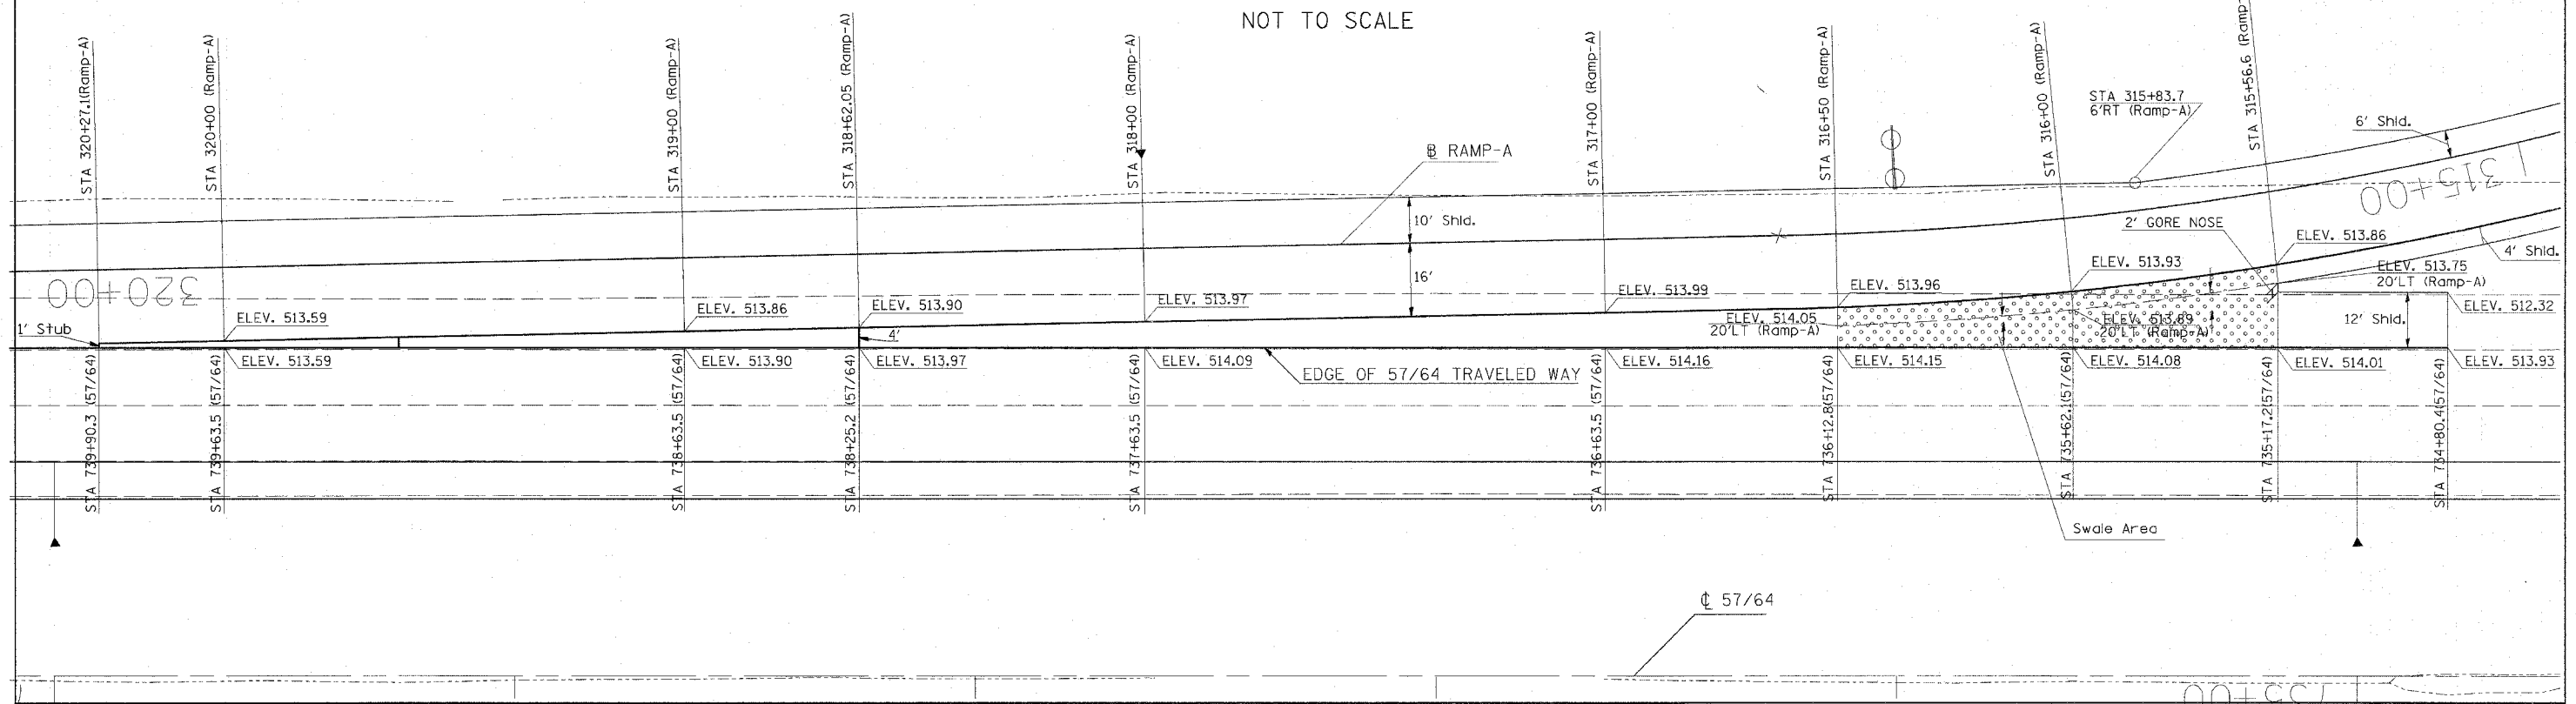 NOT TO SCALE
STA 320+27.1(Ramp-A)
STA 320+00 (Ramp-A)
STA 319+00 (Ramp-A)
STA 318+62.05 (Ramp-A)
STA 318+00 (Ramp-A)
STA 317+00 (Ramp-A)
STA 316+50 (Ramp-A)
STA 316+00 (Ramp-A)
STA 315+56.6 (Ramp-
STA 315+83.7
6'RT (Ramp-A)
6' Shld.
℄ RAMP-A
315+00
10' Shld.
2' GORE NOSE
ELEV. 513.86
4' Shld.
320+00
16'
ELEV. 513.93
ELEV. 513.75
20'LT (Ramp-A)
1' Stub
ELEV. 513.59
ELEV. 513.86
ELEV. 513.90
ELEV. 513.97
ELEV. 513.99
ELEV. 513.96
ELEV. 512.32
4'
ELEV. 514.05
20'LT (Ramp-A)
ELEV. 513.89
20'LT (Ramp-A)
12' Shld.
ELEV. 513.59
ELEV. 513.90
ELEV. 513.97
ELEV. 514.09
EDGE OF 57/64 TRAVELED WAY
ELEV. 514.16
ELEV. 514.15
ELEV. 514.08
ELEV. 514.01
ELEV. 513.93
STA 739+90.3 (57/64)
STA 739+63.5 (57/64)
STA 738+63.5 (57/64)
STA 738+25.2 (57/64)
STA 737+63.5 (57/64)
STA 736+63.5 (57/64)
STA 736+12.8(57/64)
STA 735+62.1(57/64)
STA 735+17.2(57/64)
STA 734+80.4(57/64)
Swale Area
℄ 57/64